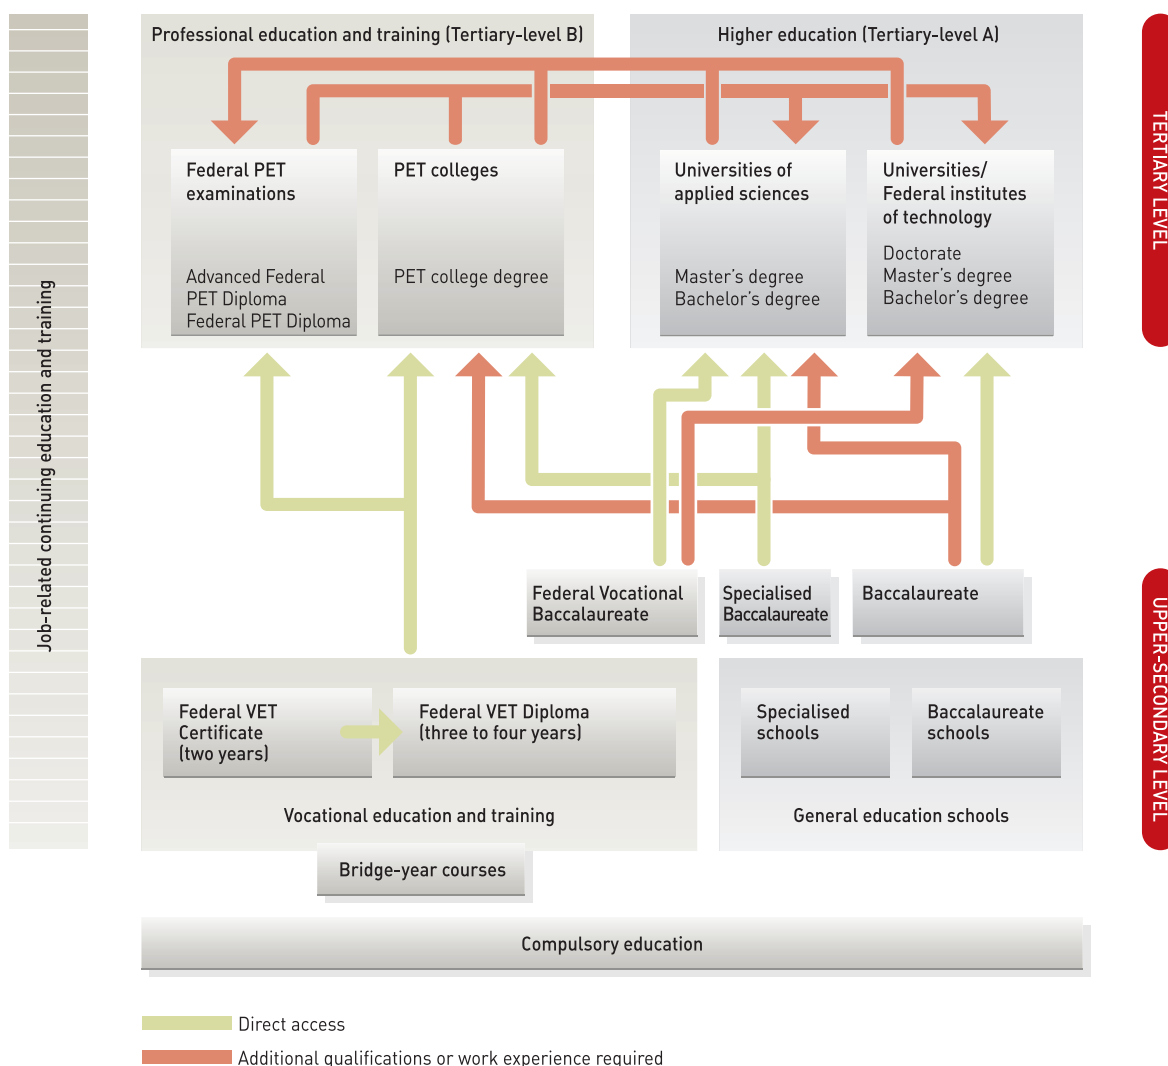 Professional education and training (Tertiary-level B)
Higher education (Tertiary-level A)
Federal PET
examinations
Advanced Federal
PET Diploma
Federal PET Diploma
PET colleges
PET college degree
Universities of
applied sciences
Master's degree
Bachelor's degree
Universities/
Federal institutes
of technology
Doctorate
Master's degree
Bachelor's degree
TERTIARY LEVEL
Job-related continuing education and training
Federal Vocational
Baccalaureate
Specialised
Baccalaureate
Baccalaureate
UPPER-SECONDARY LEVEL
Federal VET
Certificate
(two years)
Federal VET Diploma
(three to four years)
Vocational education and training
Specialised
schools
Baccalaureate
schools
General education schools
Bridge-year courses
Compulsory education
Direct access
Additional qualifications or work experience required